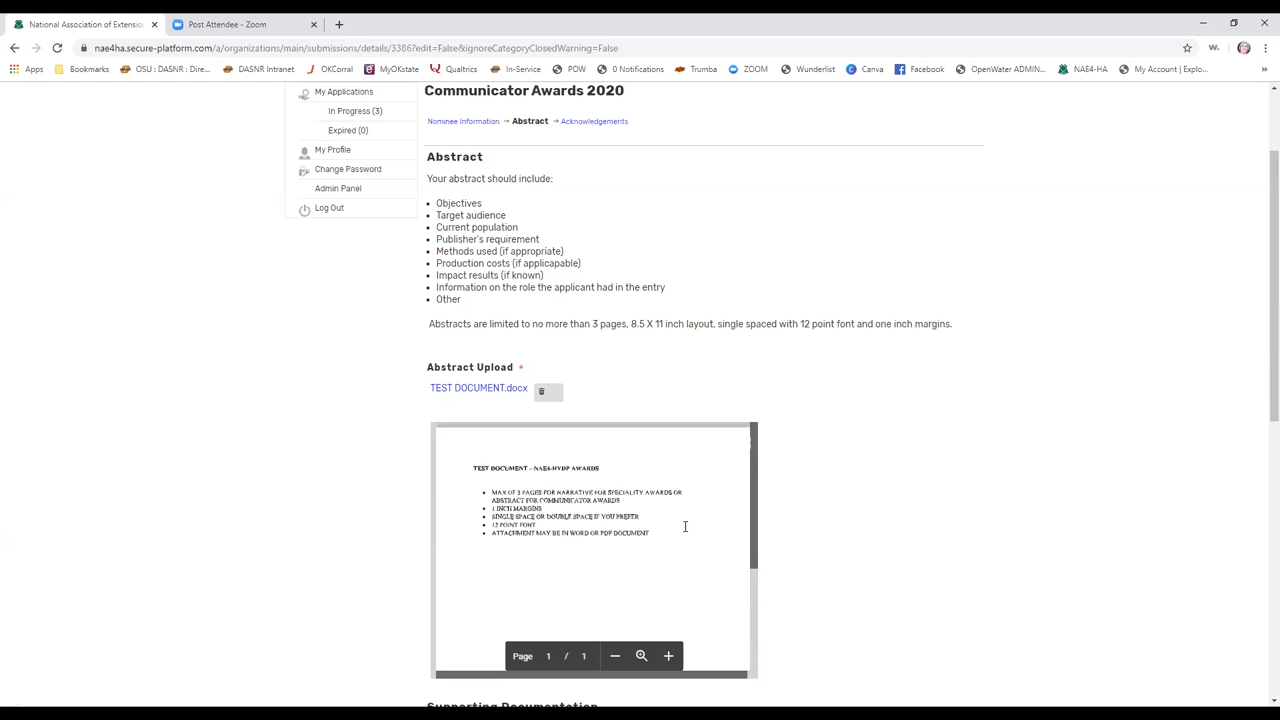 National Association of Extensio
Post Attendee - Zoom
nae4ha.secure-platform.com/a/organizations/main/submissions/details/3386?edit=False&ignoreCategoryClosedWarning=False
Apps
Bookmarks
OSU : DASNR : Dire...
DASNR Intranet
OKCorral
MyOKstate
Qualtrics
In-Service
POW
0 Notifications
Trumba
ZOOM
Wunderlist
Canva
Facebook
OpenWater ADMIN...
NAE4-HA
My Account | Explo...
My Applications
In Progress (3)
Expired (0)
My Profile
Change Password
Admin Panel
Log Out
Communicator Awards 2020
Nominee Information → Abstract → Acknowledgements
Abstract
Your abstract should include:
Objectives
Target audience
Current population
Publisher's requirement
Methods used (if appropriate)
Production costs (if applicapable)
Impact results (if known)
Information on the role the applicant had in the entry
Other
Abstracts are limited to no more than 3 pages, 8.5 X 11 inch layout, single spaced with 12 point font and one inch margins.
Abstract Upload *
TEST DOCUMENT.docx
TEST DOCUMENT – NAE4-HYDP AWARDS
MAX OF 3 PAGES FOR NARRATIVE FOR SPECIALITY AWARDS OR
ABSTRACT FOR COMMUNICATOR AWARDS
1 INCH MARGINS
SINGLE SPACE OR DOUBLE SPACE IF YOU PREFER
12 POINT FONT
ATTACHMENT MAY BE IN WORD OR PDF DOCUMENT
Page 1 / 1
Supporting Documentation